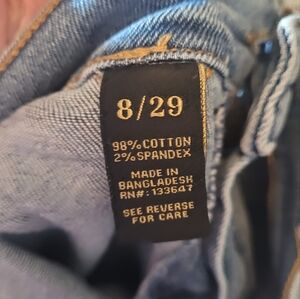 8/29
98% COTTON
2% SPANDEX
MADE IN
BANGLADESH
RN#: 133647
SEE REVERSE
FOR CARE